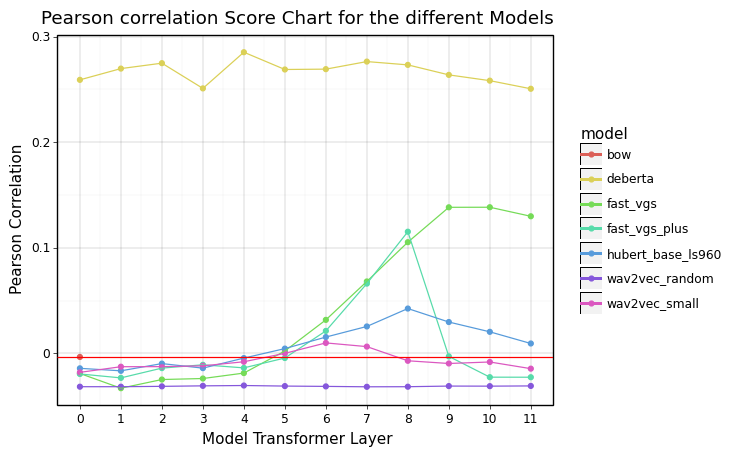 Pearson correlation Score Chart for the different Models
0.3
0.2
0.1
0
Pearson Correlation
0 1 2 3 4 5 6 7 8 9 10 11
Model Transformer Layer
model
bow
deberta
fast_vgs
fast_vgs_plus
hubert_base_ls960
wav2vec_random
wav2vec_small